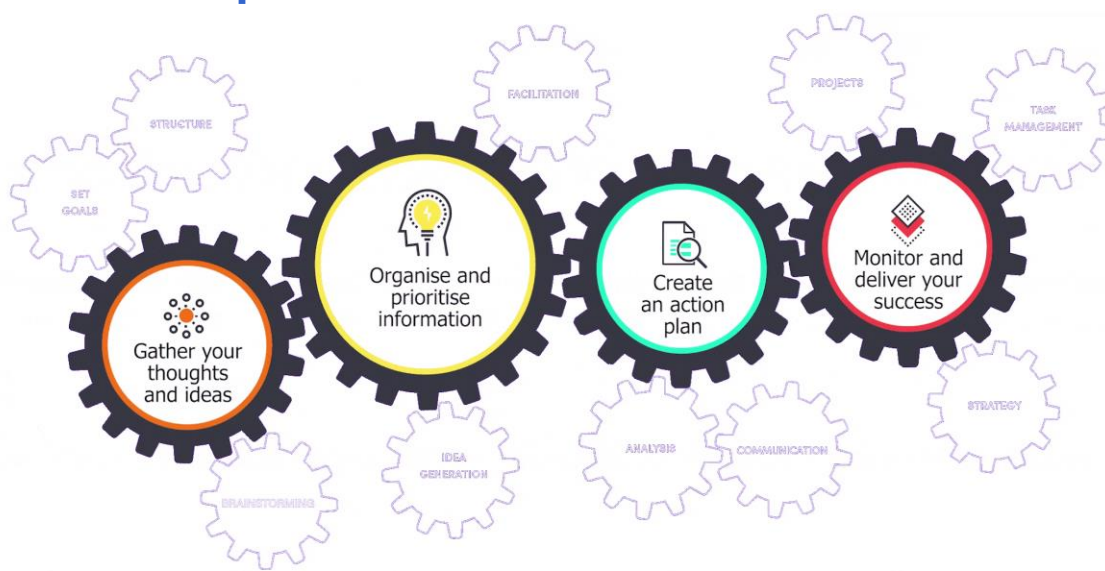 STRUCTURE
SET
GOALS
FACILITATION
PROJECTS
TASK
MANAGEMENT
Gather your
thoughts
and ideas
Organise and
prioritise
information
Create
an action
plan
Monitor and
deliver your
success
BRAINSTORMING
IDEA
GENERATION
ANALYSIS
COMMUNICATION
STRATEGY